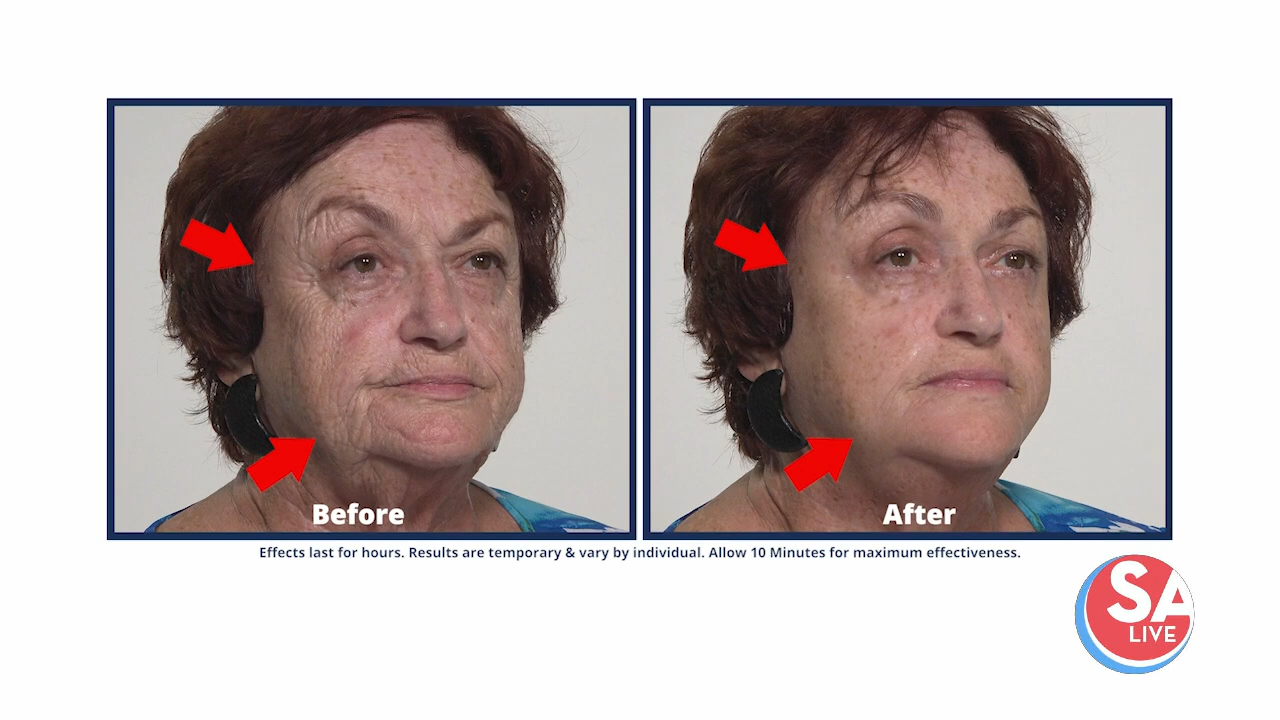 Before
After
Effects last for hours. Results are temporary & vary by individual. Allow 10 Minutes for maximum effectiveness.
SA
LIVE